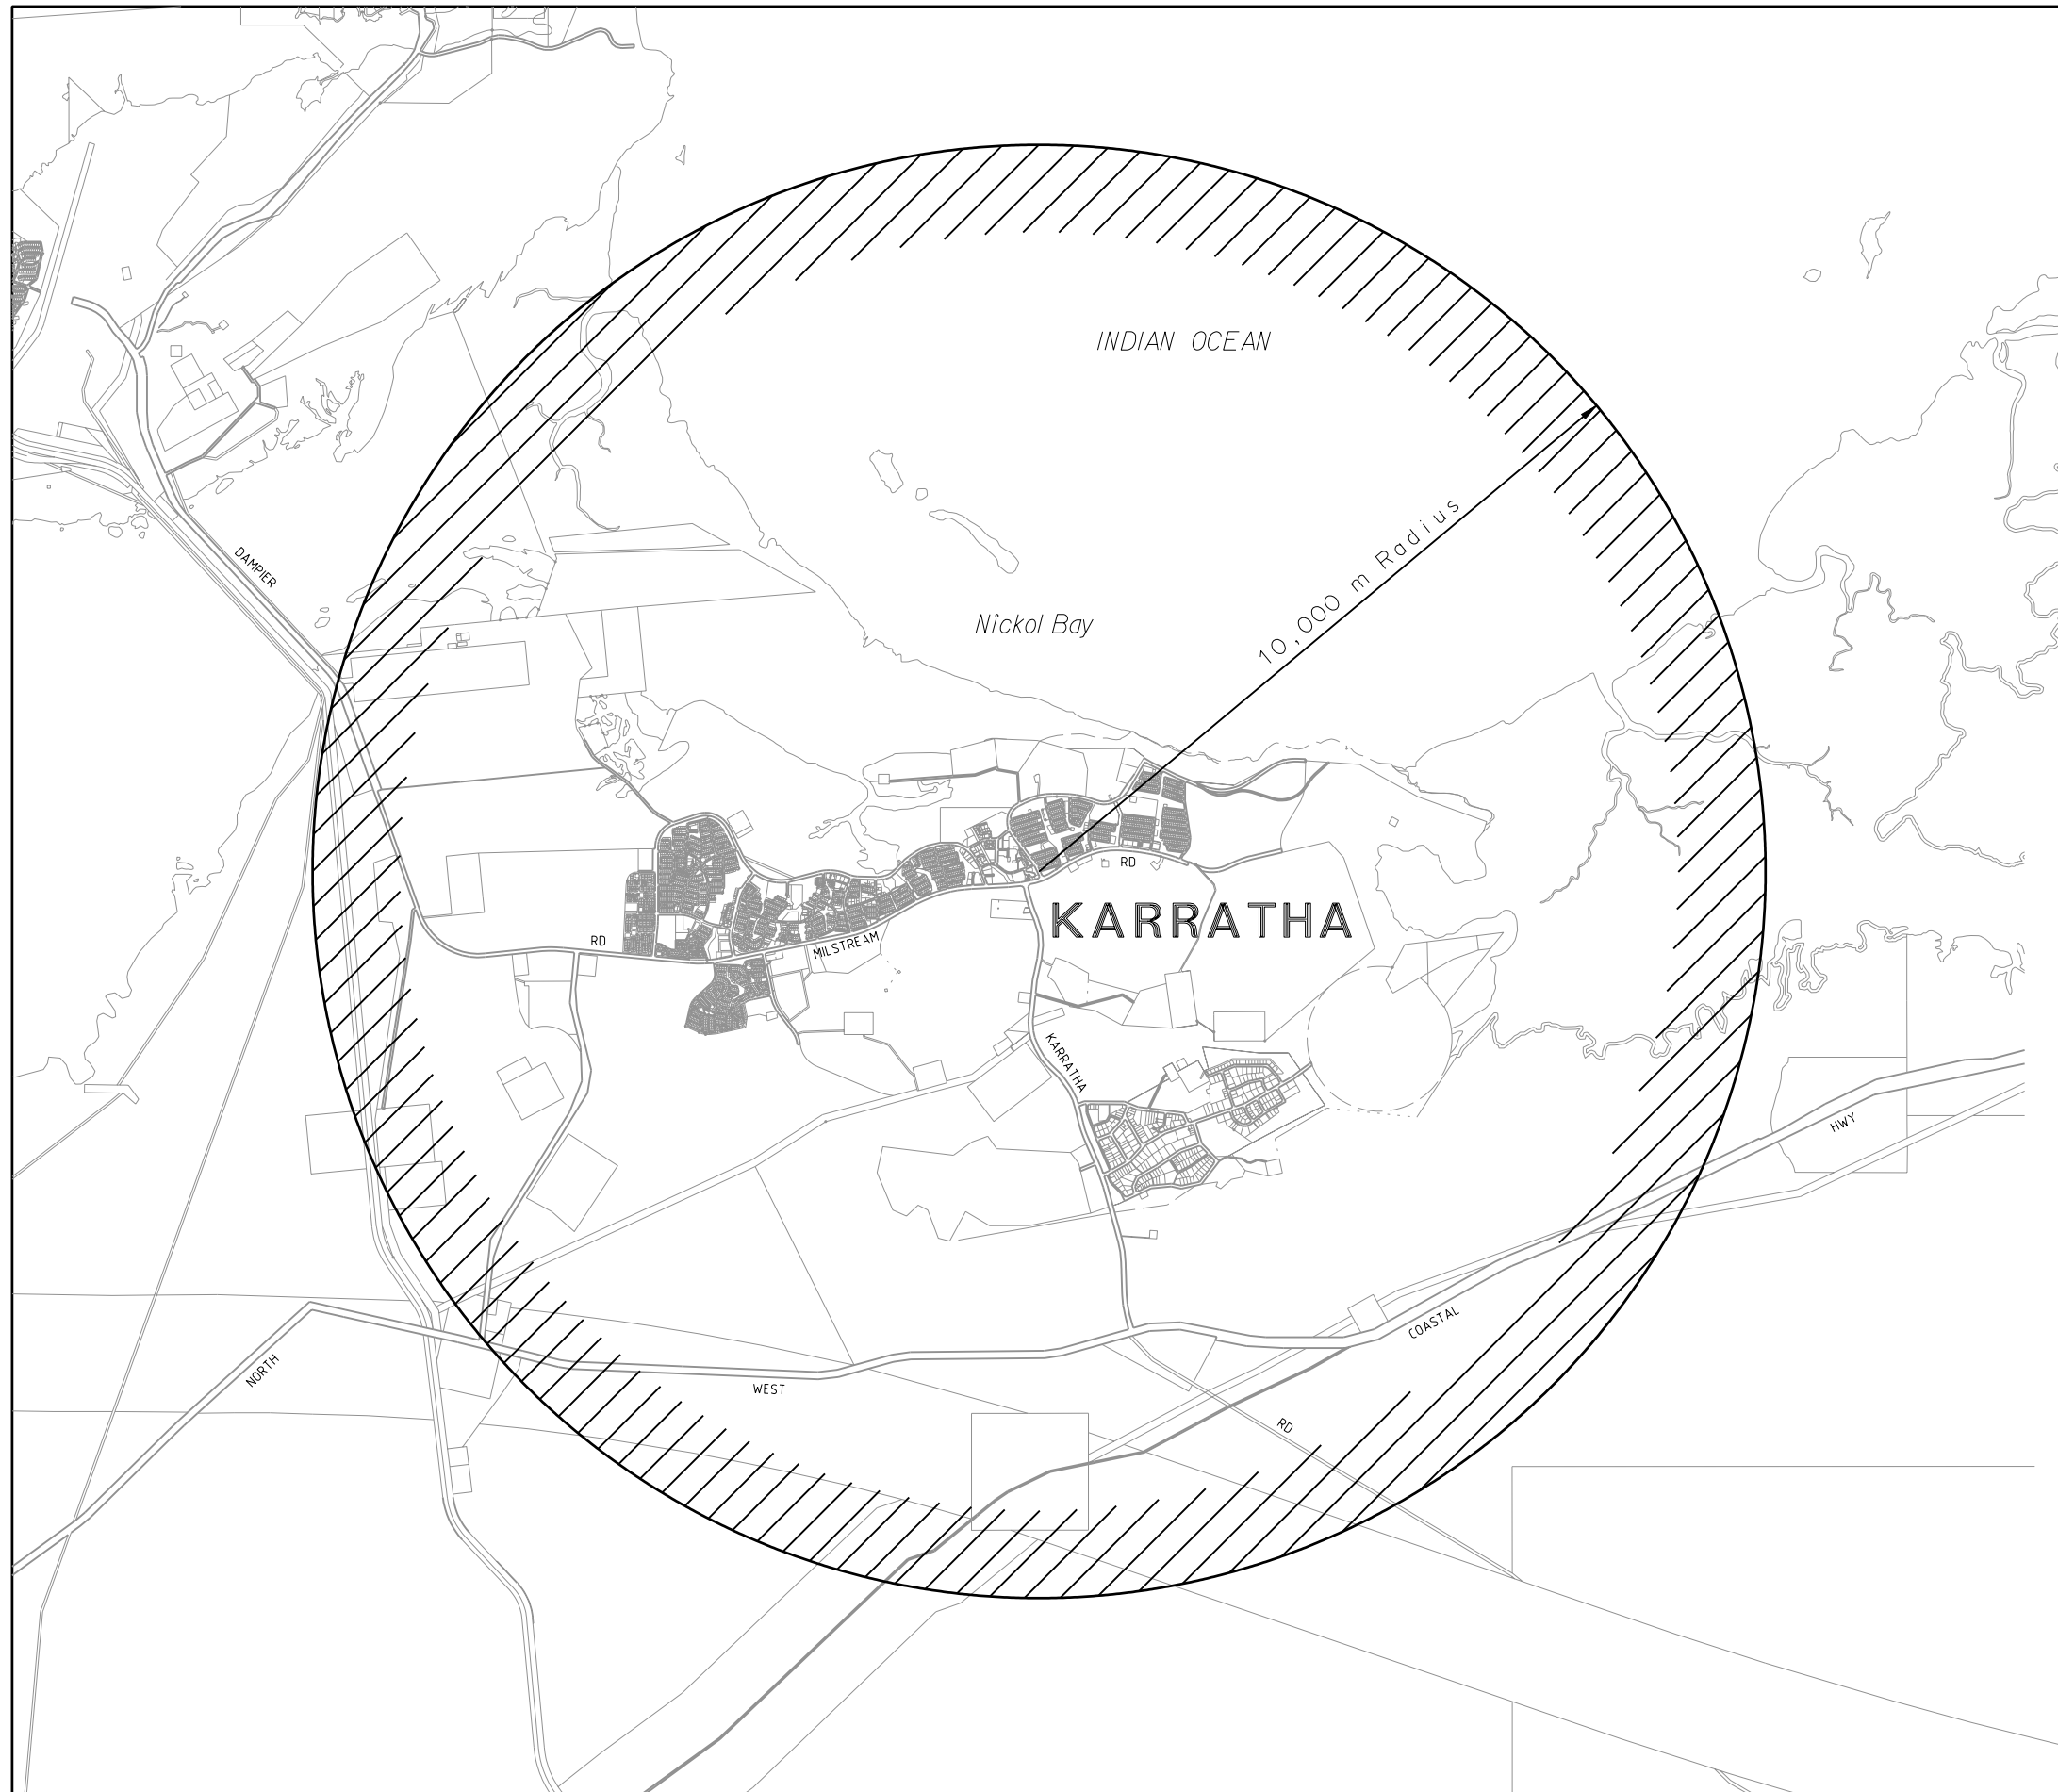 INDIAN OCEAN
10,000 m Radius
DAMPIER
Nickol Bay
RD
KARRATHA
RD
MILSTREAM
KARRATHA
HWY
COASTAL
NORTH
WEST
RD